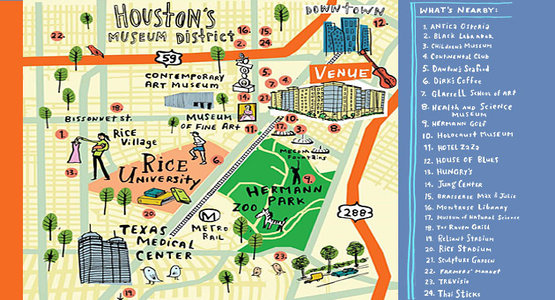 HOUSTON'S
MUSEUM DISTRICT
DOWNTOWN
16.
15.
2.
24.
12.
22.
59
VENUE
CONTEMPORARY
ART MUSEUM
5.
4.
14.
21.
BISSONNET ST.
18.
MUSEUM
OF FINE ART
11.
17.
10.
3.
8.
1.
RICE
VILLAGE
13.
6.
MECOM
FOUNTAINS
RICE
UNIVERSITY
9.
HERMANN
PARK
ZOO
20.
M
METRO
RAIL
288
TEXAS
MEDICAL
CENTER
23.
19.
WHAT'S NEARBY:
1. ANTICA OSTERIA
2. BLACK LABRADOR
3. CHILDREN'S MUSEUM
4. CONTINENTAL CLUB
5. DANTON'S SEAFOOD
6. DIRK'S COFFEE
7. GLASSELL SCHOOL OF ART
8. HEALTH AND SCIENCE
MUSEUM
9. HERMANN GOLF
10. HOLOCAUST MUSEUM
11. HOTEL ZAZA
12. HOUSE OF BLUES
13. HUNGRY'S
14. JUNG CENTER
15. BRASSERIE MAX & JULIE
16. MONTROSE LIBRARY
17. MUSEUM OF NATURAL SCIENCE
18. THE RAVEN GRILL
19. RELIANT STADIUM
20. RICE STADIUM
21. SCULPTURE GARDEN
22. FARMERS' MARKET
23. TREVISIO
24. THAI STICKS